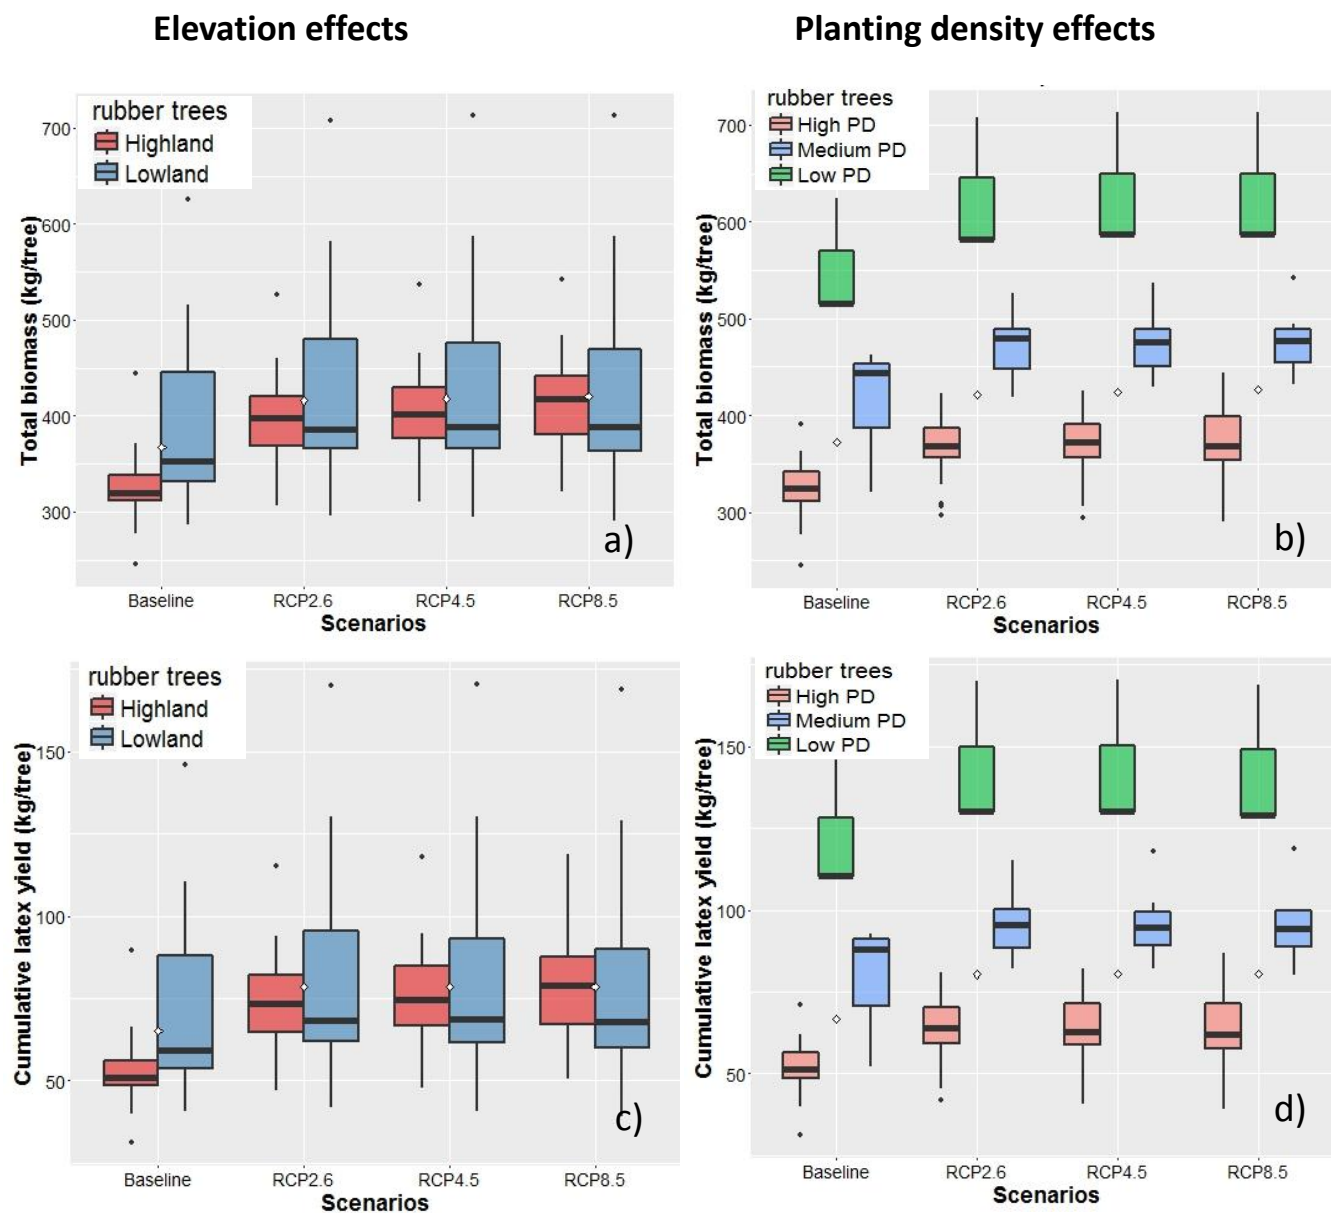 Elevation effects
Planting density effects
rubber trees
Highland
Lowland
700
600
500
400
300
Total biomass (kg/tree)
a)
Baseline
RCP2.6
RCP4.5
RCP8.5
Scenarios
rubber trees
High PD
Medium PD
Low PD
700
600
500
400
300
Total biomass (kg/tree)
b)
Baseline
RCP2.6
RCP4.5
RCP8.5
Scenarios
rubber trees
Highland
Lowland
150
100
50
Cumulative latex yield (kg/tree)
c)
Baseline
RCP2.6
RCP4.5
RCP8.5
Scenarios
rubber trees
High PD
Medium PD
Low PD
150
100
50
Cumulative latex yield (kg/tree)
d)
Baseline
RCP2.6
RCP4.5
RCP8.5
Scenarios